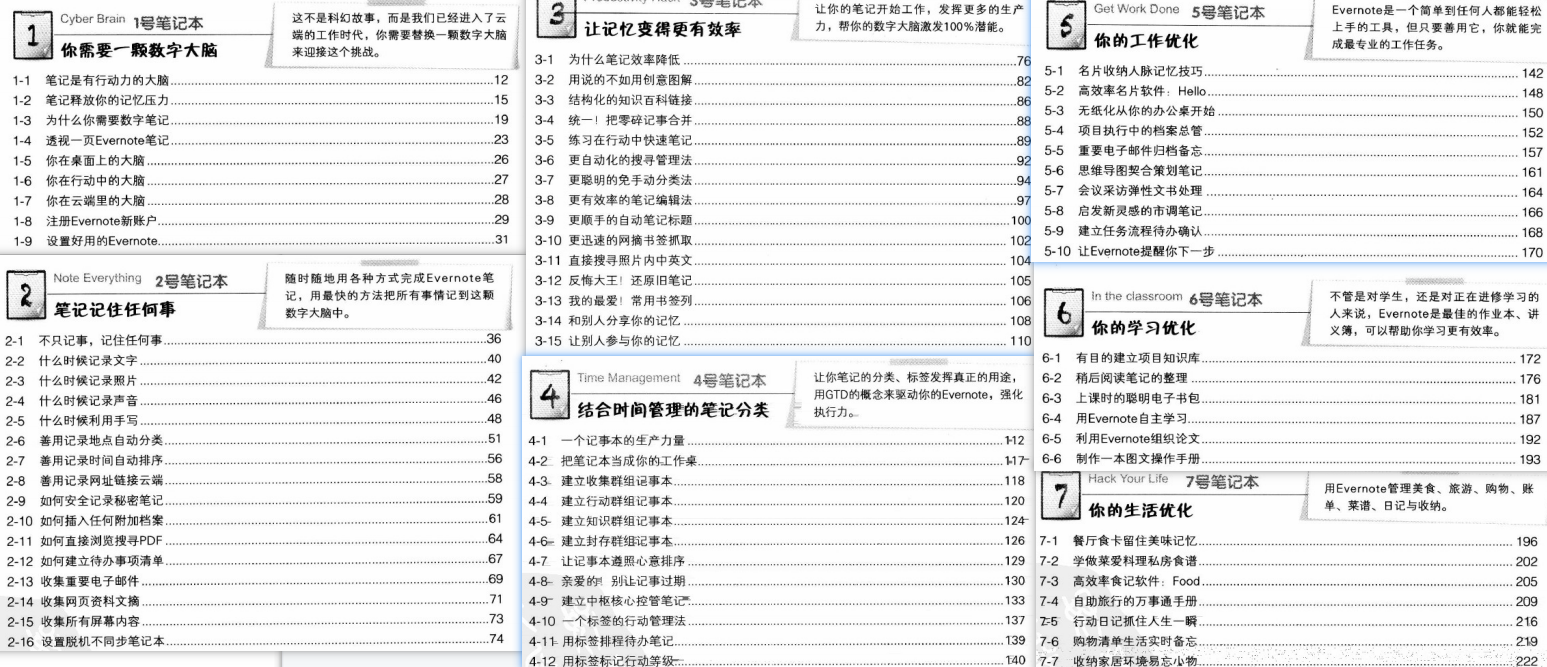 Cyber Brain 1号笔记本
1
你需要一颗数字大脑
这不是科幻故事，而是我们已经进入了云
端的工作时代，你需要替换一颗数字大脑
来迎接这个挑战。
1-1 笔记是有行动力的大脑 12
1-2 笔记释放你的记忆压力 15
1-3 为什么你需要数字笔记 19
1-4 透视一页Evernote笔记 23
1-5 你在桌面上的大脑 26
1-6 你在行动中的大脑 27
1-7 你在云端里的大脑 28
1-8 注册Evernote新账户 29
1-9 设置好用的Evernote 31
Note Everything 2号笔记本
2
笔记记住任何事
随时随地用各种方式完成Evernote笔
记，用最快的方法把所有事情记到这颗
数字大脑中。
2-1 不只记事，记住任何事 36
2-2 什么时候记录文字 40
2-3 什么时候记录照片 42
2-4 什么时候记录声音 46
2-5 什么时候利用手写 48
2-6 善用记录地点自动分类 51
2-7 善用记录时间自动排序 56
2-8 善用记录网址链接云端 58
2-9 如何安全记录秘密笔记 59
2-10 如何插入任何附加档案 61
2-11 如何直接浏览搜寻PDF 64
2-12 如何建立待办事项清单 67
2-13 收集重要电子邮件 69
2-14 收集网页资料文摘 71
2-15 收集所有屏幕内容 73
2-16 设置脱机不同步笔记本 74
3号笔记本
3
让记忆变得更有效率
让你的笔记开始工作，发挥更多的生产
力，帮你的数字大脑激发100%潜能。
3-1 为什么笔记效率降低 76
3-2 用说的不如用创意图解 82
3-3 结构化的知识百科链接 86
3-4 统一！把零碎记事合并 88
3-5 练习在行动中快速笔记 89
3-6 更自动化的搜寻管理法 92
3-7 更聪明的免手动分类法 94
3-8 更有效率的笔记编辑法 97
3-9 更顺手的自动笔记标题 100
3-10 更迅速的网摘书签抓取 102
3-11 直接搜寻照片内中英文 104
3-12 反悔大王！还原旧笔记 105
3-13 我的最爱！常用书签列 106
3-14 和别人分享你的记忆 108
3-15 让别人参与你的记忆 110
Time Management 4号笔记本
4
结合时间管理的笔记分类
让你笔记的分类、标签发挥真正的用途，
用GTD的概念来驱动你的Evernote，强化
执行力。
4-1 一个记事本的生产力量 112
4-2 把笔记本当成你的工作桌 117
4-3 建立收集群组记事本 118
4-4 建立行动群组记事本 120
4-5 建立知识群组记事本 124
4-6 建立封存群组记事本 126
4-7 让记事本遵照心意排序 129
4-8 亲爱的！别让记事过期 130
4-9 建立中枢核心控管笔记 133
4-10 一个标签的行动管理法 137
4-11 用标签排程待办笔记 139
4-12 用标签标记行动等级 140
Get Work Done 5号笔记本
5
你的工作优化
Evernote是一个简单到任何人都能轻松
上手的工具，但只要善用它，你就能完
成最专业的工作任务。
5-1 名片收纳人脉记忆技巧 142
5-2 高效率名片软件：Hello 148
5-3 无纸化从你的办公桌开始 150
5-4 项目执行中的档案总管 152
5-5 重要电子邮件归档备忘 157
5-6 思维导图契合策划笔记 161
5-7 会议采访弹性文书处理 164
5-8 启发新灵感的市调笔记 166
5-9 建立任务流程待办确认 168
5-10 让Evernote提醒你下一步 170
In the classroom 6号笔记本
6
你的学习优化
不管是对学生，还是对正在进修学习的
人来说，Evernote是最佳的作业本、讲
义簿，可以帮助你学习更有效率。
6-1 有目的建立项目知识库 172
6-2 稍后阅读笔记的整理 176
6-3 上课时的聪明电子书包 181
6-4 用Evernote自主学习 187
6-5 利用Evernote组织论文 192
6-6 制作一本图文操作手册 193
Hack Your Life 7号笔记本
7
你的生活优化
用Evernote管理美食、旅游、购物、账
单、菜谱、日记与收纳。
7-1 餐厅食卡留住美味记忆 196
7-2 学做菜爱料理私房食谱 202
7-3 高效率食记软件：Food 205
7-4 自助旅行的万事通手册 209
7-5 行动日记抓住人生一瞬 216
7-6 购物清单生活实时备忘 219
7-7 收纳家居环境易忘小物 222